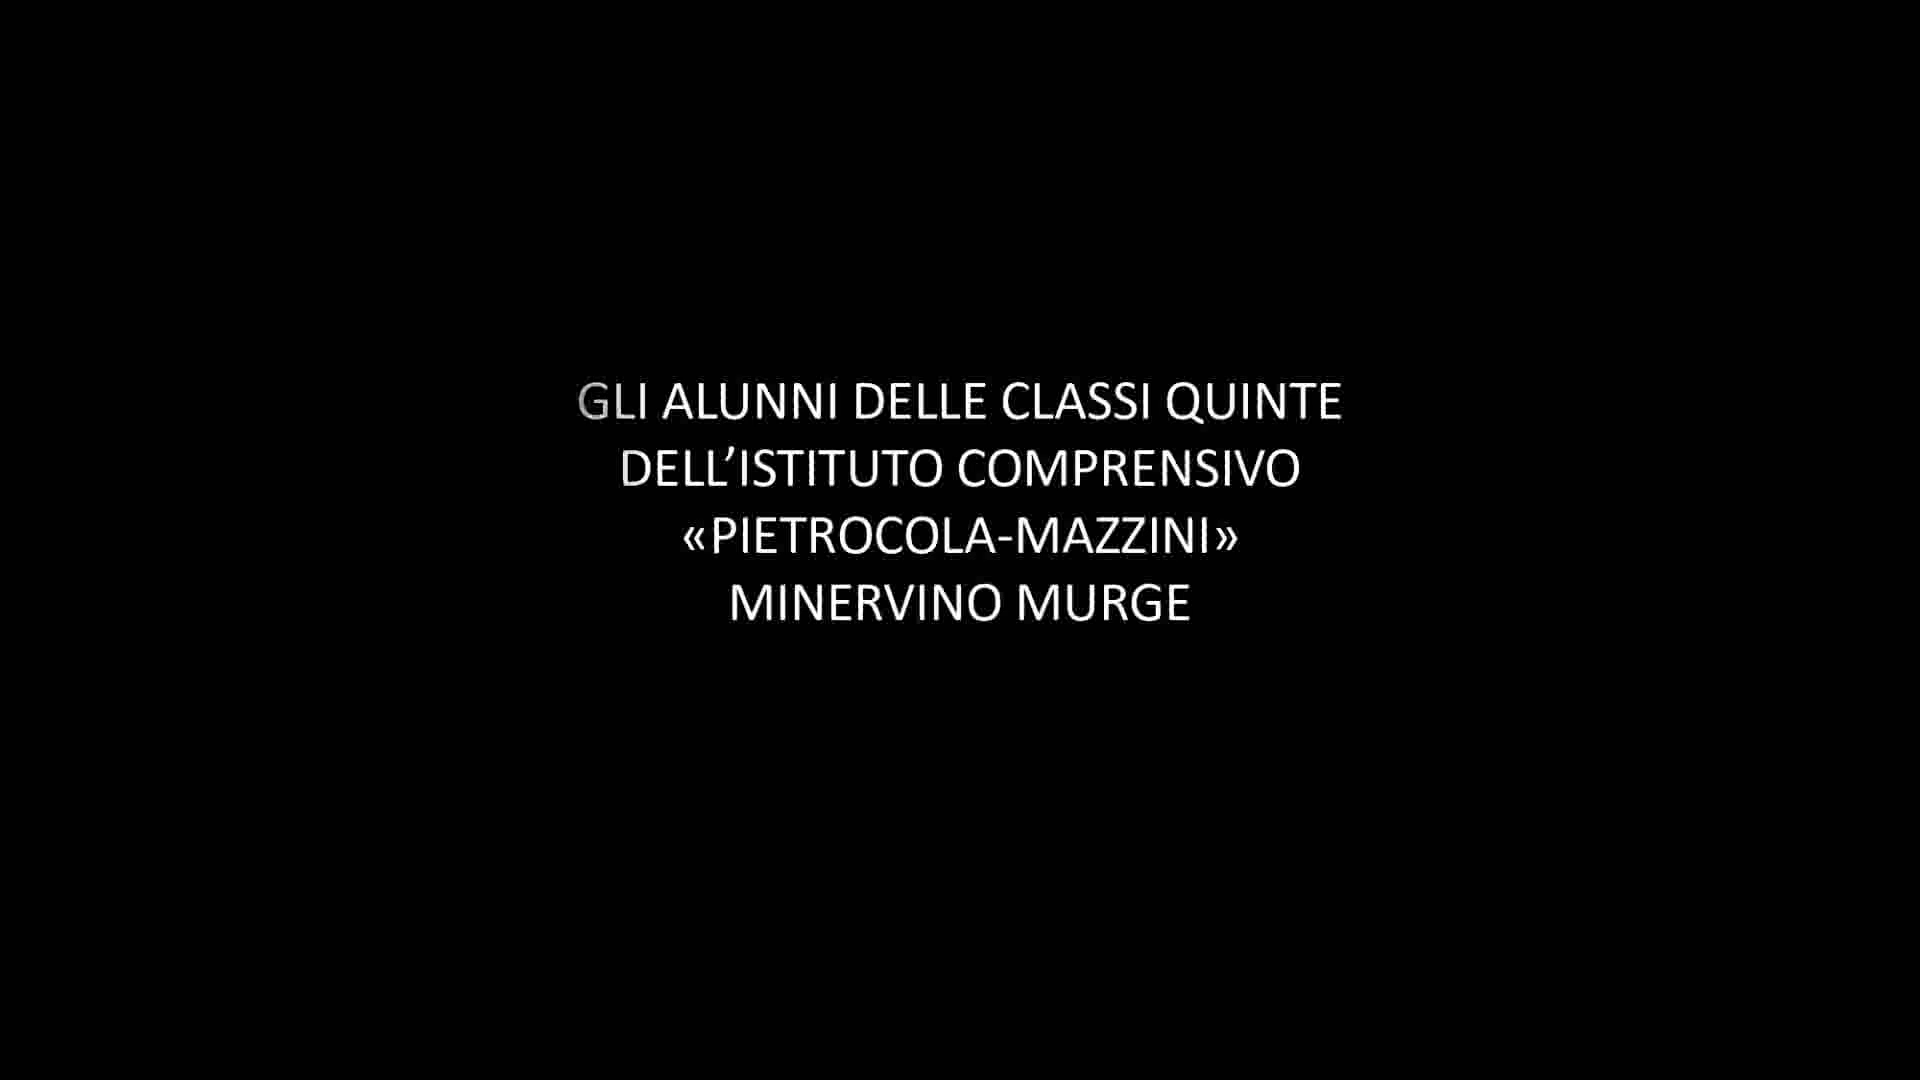 GLI ALUNNI DELLE CLASSI QUINTE
DELL’ISTITUTO COMPRENSIVO
«PIETROCOLA-MAZZINI»
MINERVINO MURGE